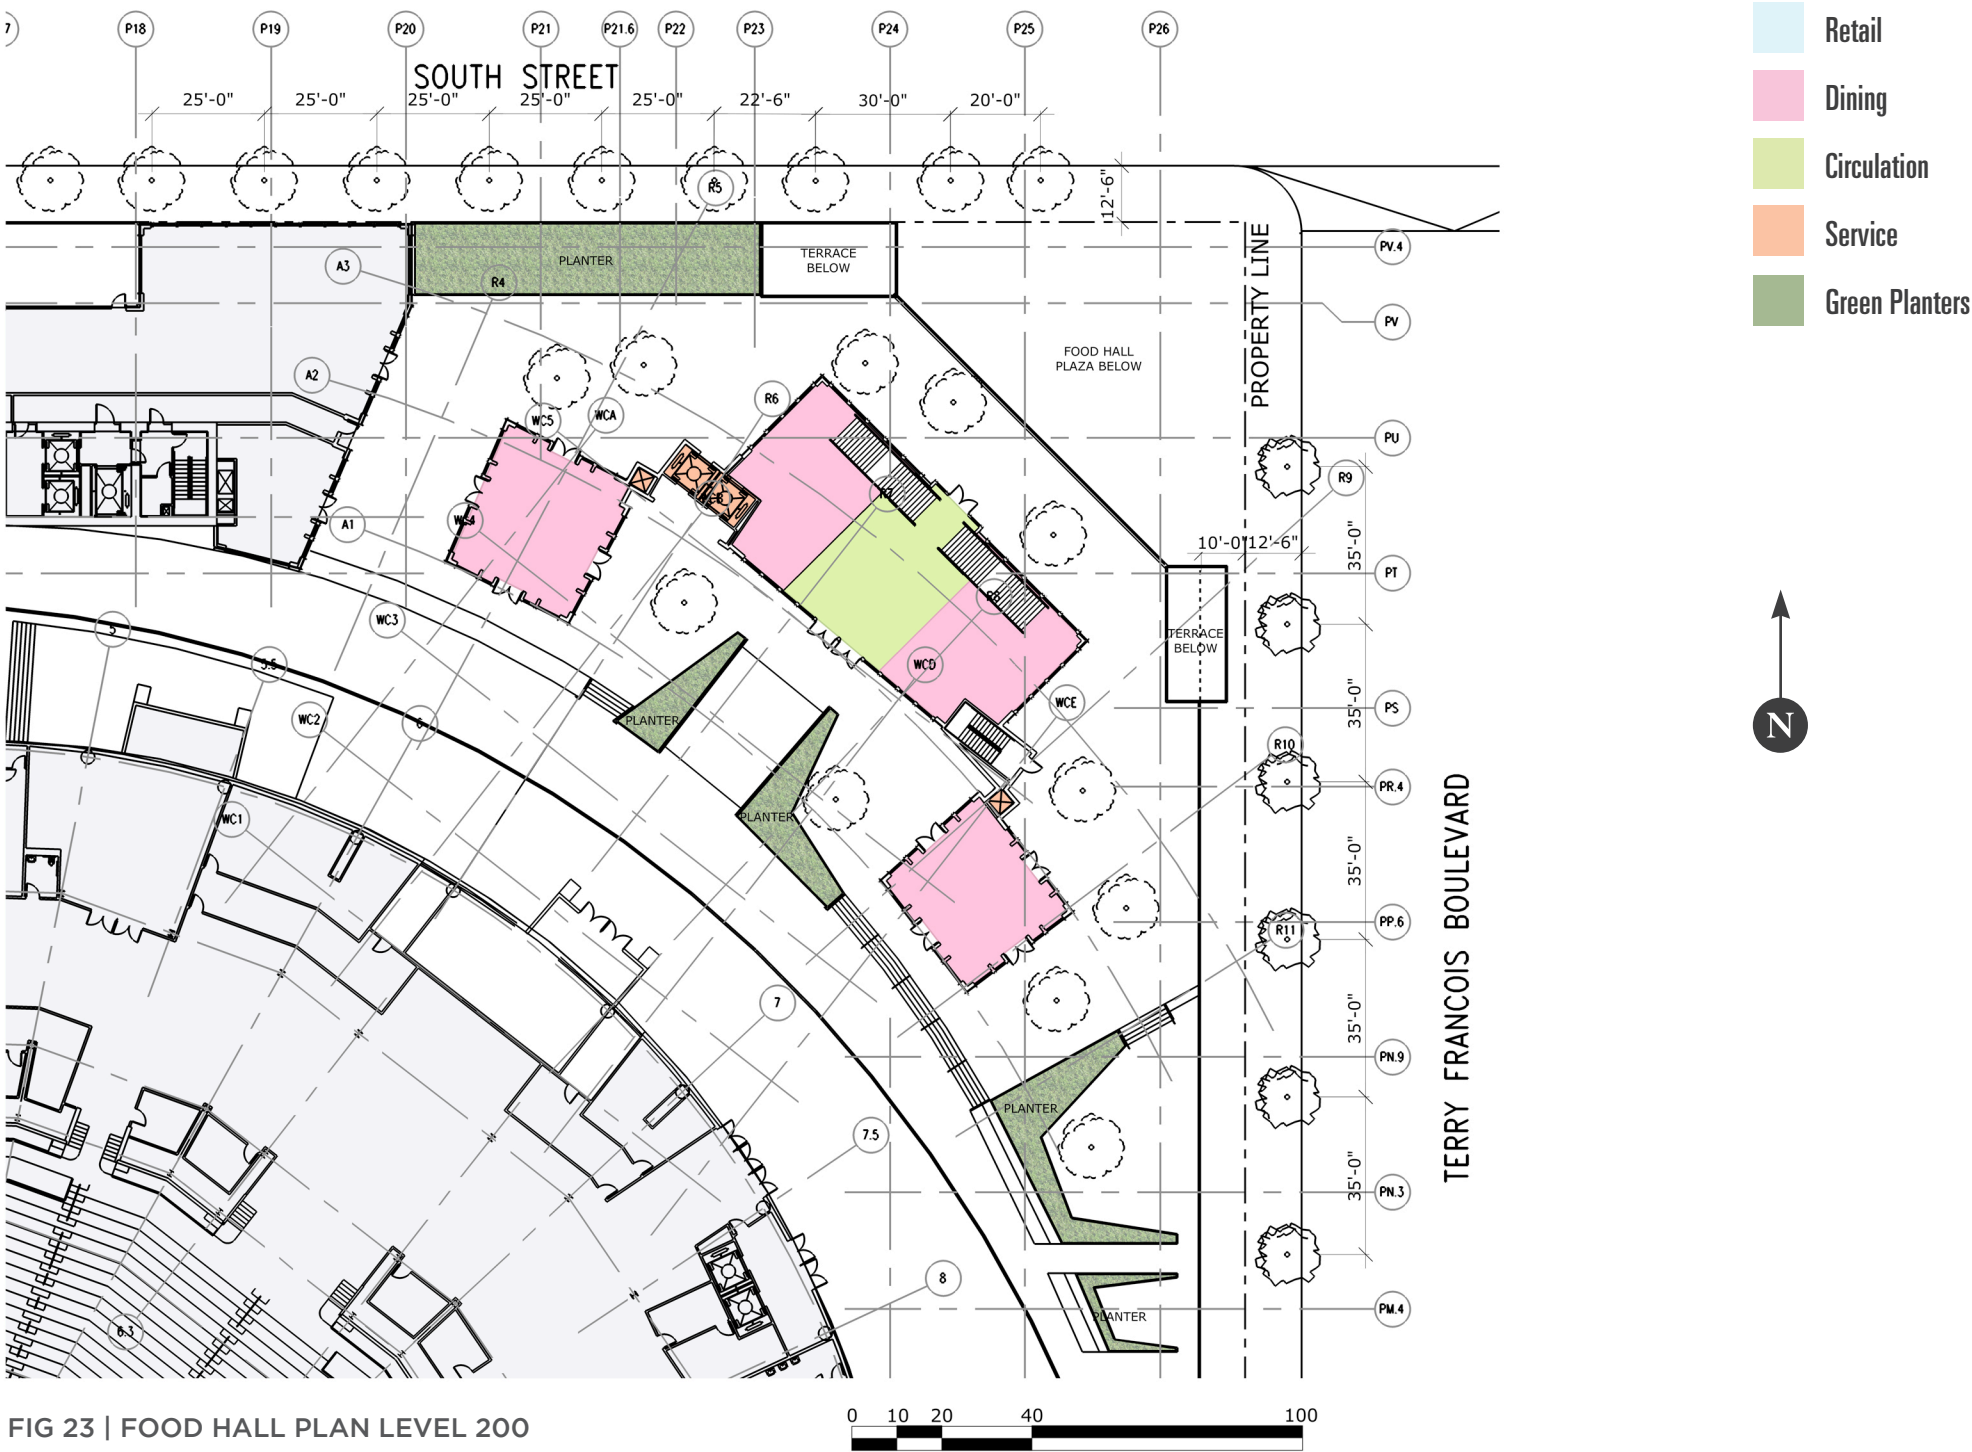 7
P18
P19
P20
P21
P21.6
P22
P23
P24
P25
P26
SOUTH STREET
25'-0"
25'-0"
25'-0"
25'-0"
25'-0"
22'-6"
30'-0"
20'-0"
12'-6"
R5
PROPERTY LINE
PV.4
A3
R4
PLANTER
TERRACE
BELOW
PV
FOOD HALL
PLAZA BELOW
A2
R6
WC5
WCA
PU
R9
R7
A1
WC4
10'-0"
12'-6"
35'-0"
PT
R8
WC3
5
TERRACE
BELOW
5.5
WCD
WCE
WC2
6
PLANTER
PS
35'-0"
R10
PR.4
WC1
PLANTER
35'-0"
PP.6
R11
TERRY FRANCOIS BOULEVARD
7
35'-0"
PN.9
PLANTER
7.5
35'-0"
PN.3
8
PM.4
PLANTER
6.3
Retail
Dining
Circulation
Service
Green Planters
N
FIG 23 | FOOD HALL PLAN LEVEL 200
0 10 20 40 100